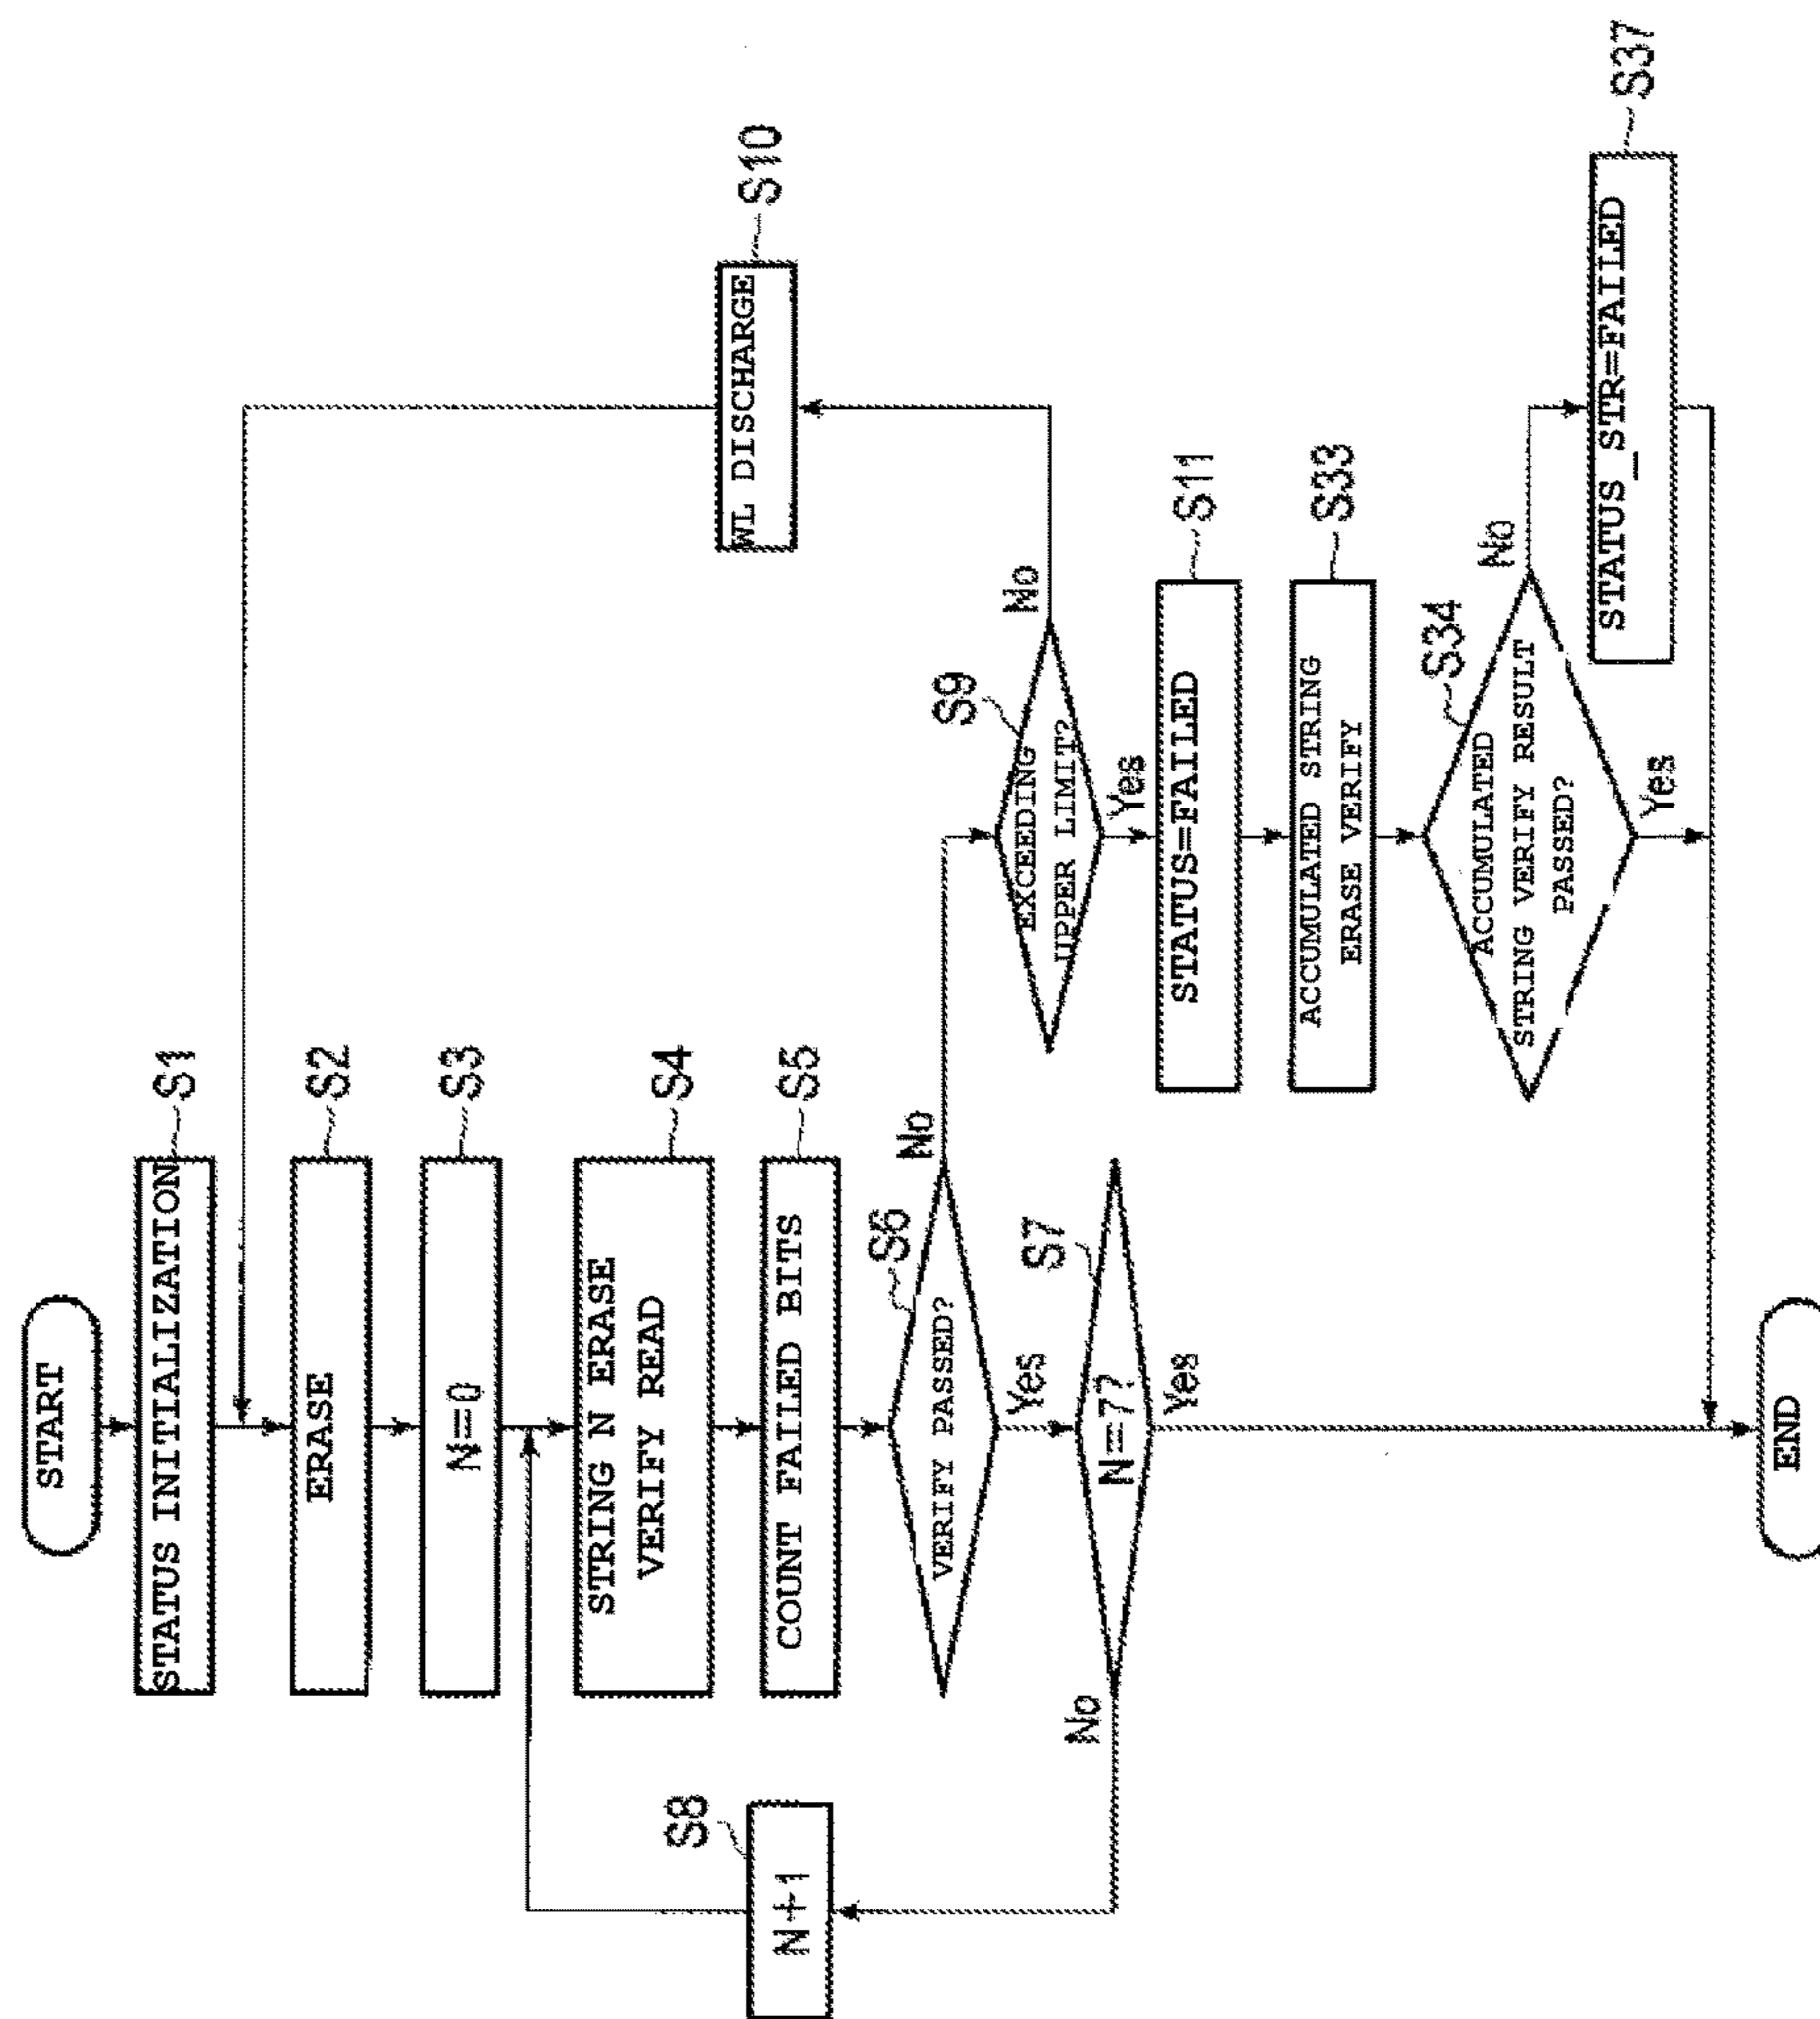 START
STATUS INITIALIZATION
S1
ERASE
S2
N=0
S3
STRING N ERASE
VERIFY READ
S4
COUNT FAILED BITS
S5
VERIFY PASSED?
S6
No
Yes
N=7?
S7
No
Yes
N+1
S8
EXCEEDING
UPPER LIMIT?
S9
No
Yes
WL DISCHARGE
S10
STATUS=FAILED
S11
ACCUMULATED STRING
ERASE VERIFY
S33
ACCUMULATED
STRING VERIFY RESULT
PASSED?
S34
No
Yes
STATUS_STR=FAILED
S37
END